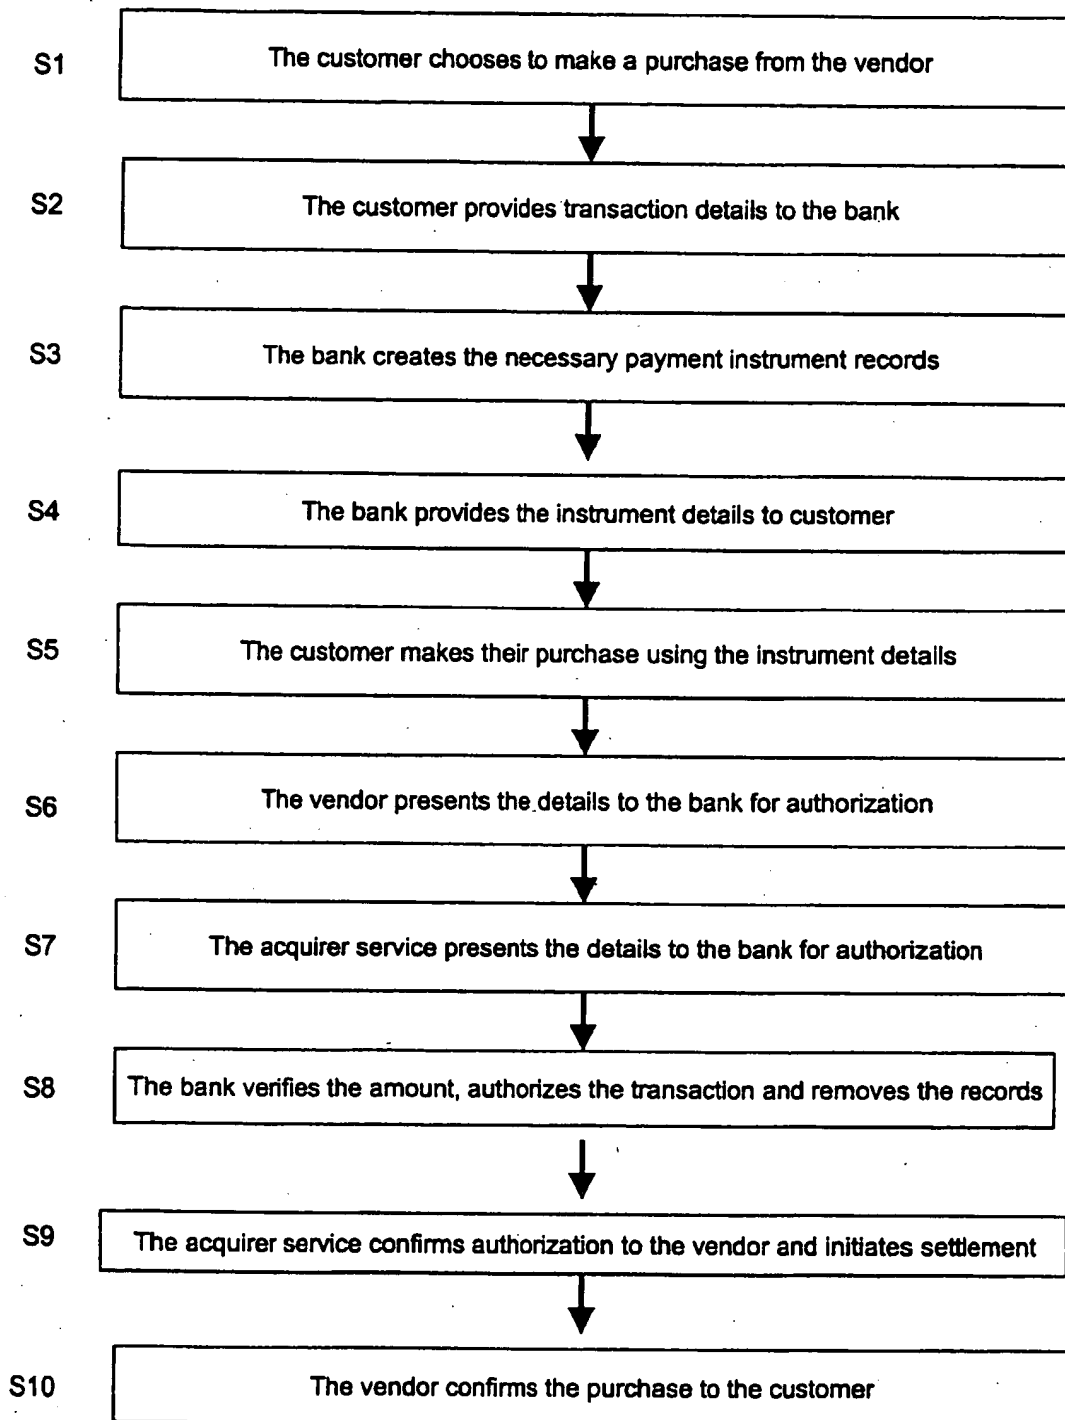 S1 The customer chooses to make a purchase from the vendor
S2 The customer provides transaction details to the bank
S3 The bank creates the necessary payment instrument records
S4 The bank provides the instrument details to customer
S5 The customer makes their purchase using the instrument details
S6 The vendor presents the details to the bank for authorization
S7 The acquirer service presents the details to the bank for authorization
S8 The bank verifies the amount, authorizes the transaction and removes the records
S9 The acquirer service confirms authorization to the vendor and initiates settlement
S10 The vendor confirms the purchase to the customer